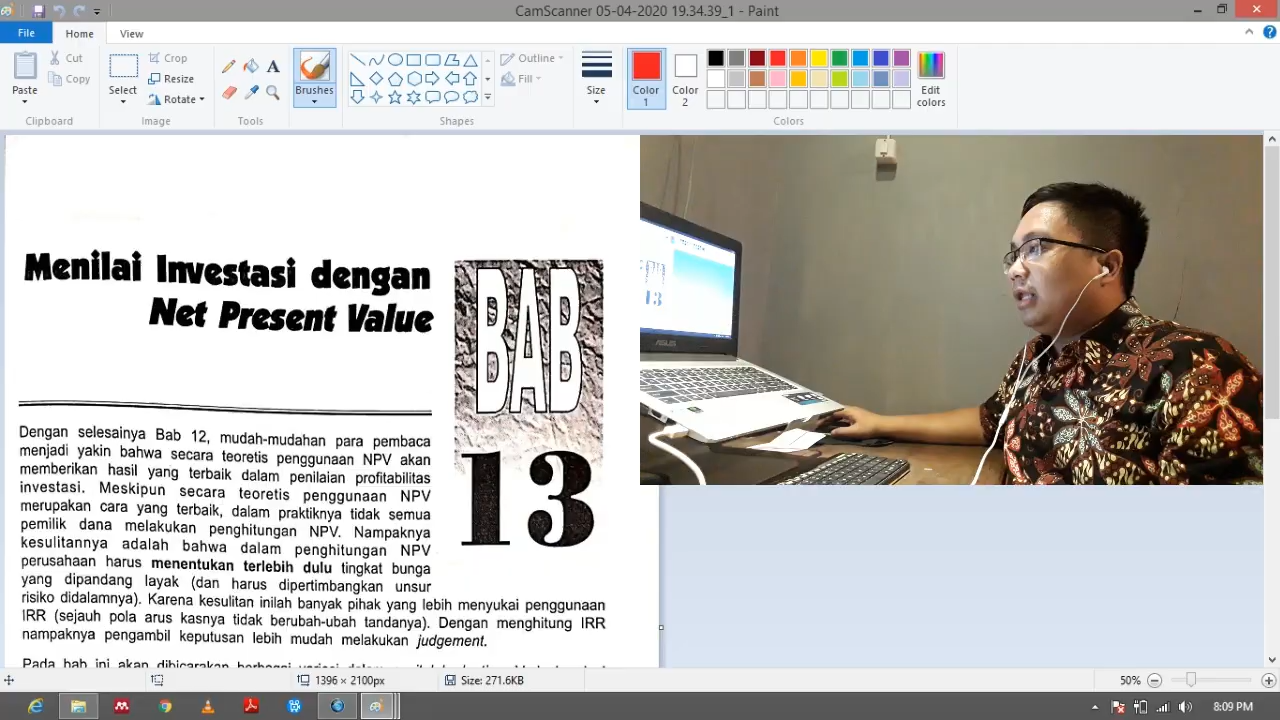 CamScanner 05-04-2020 19.34.39_1 - Paint
File
Home
View
Paste
Cut
Copy
Clipboard
Select
Crop
Resize
Rotate
Image
Tools
Brushes
Shapes
Outline
Fill
Size
Color 1
Color 2
Edit colors
Colors
Menilai Investasi dengan
Net Present Value
BAB
13
Dengan selesainya Bab 12, mudah-mudahan para pembaca
menjadi yakin bahwa secara teoretis penggunaan NPV akan
memberikan hasil yang terbaik dalam penilaian profitabilitas
investasi. Meskipun secara teoretis penggunaan NPV
merupakan cara yang terbaik, dalam praktiknya tidak semua
pemilik dana melakukan penghitungan NPV. Nampaknya
kesulitannya adalah bahwa dalam penghitungan NPV
perusahaan harus menentukan terlebih dulu tingkat bunga
yang dipandang layak (dan harus dipertimbangkan unsur
risiko didalamnya). Karena kesulitan inilah banyak pihak yang lebih menyukai penggunaan
IRR (sejauh pola arus kasnya tidak berubah-ubah tandanya). Dengan menghitung IRR
nampaknya pengambil keputusan lebih mudah melakukan judgement.
Pada bab ini akan dibicarakan
ASUS
1396 × 2100px
Size: 271.6KB
50%
8:09 PM